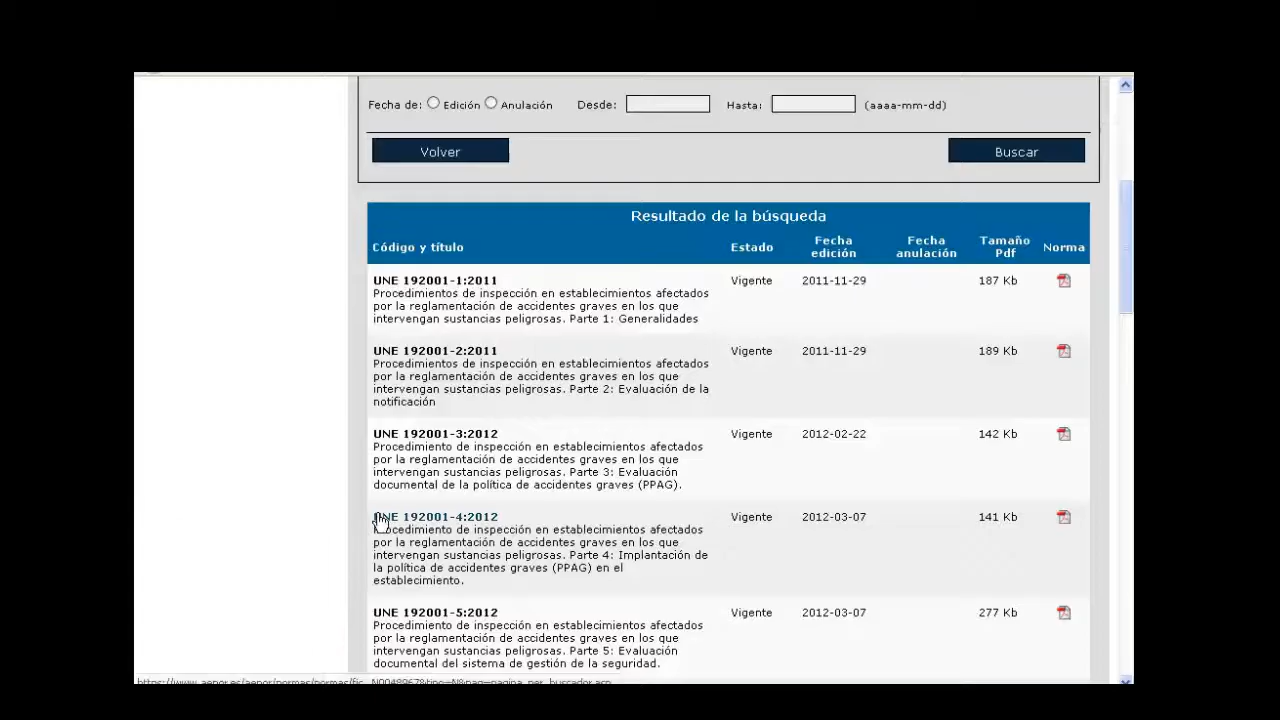 Fecha de: Edición Anulación Desde: Hasta: (aaaa-mm-dd)
Volver Buscar
Resultado de la búsqueda
Código y título Estado Fecha edición Fecha anulación Tamaño Pdf Norma
UNE 192001-1:2011 Vigente 2011-11-29 187 Kb
Procedimientos de inspección en establecimientos afectados
por la reglamentación de accidentes graves en los que
intervengan sustancias peligrosas. Parte 1: Generalidades
UNE 192001-2:2011 Vigente 2011-11-29 189 Kb
Procedimientos de inspección en establecimientos afectados
por la reglamentación de accidentes graves en los que
intervengan sustancias peligrosas. Parte 2: Evaluación de la
notificación
UNE 192001-3:2012 Vigente 2012-02-22 142 Kb
Procedimiento de inspección en establecimientos afectados
por la reglamentación de accidentes graves en los que
intervengan sustancias peligrosas. Parte 3: Evaluación
documental de la política de accidentes graves (PPAG).
UNE 192001-4:2012 Vigente 2012-03-07 141 Kb
Procedimiento de inspección en establecimientos afectados
por la reglamentación de accidentes graves en los que
intervengan sustancias peligrosas. Parte 4: Implantación de
la política de accidentes graves (PPAG) en el
establecimiento.
UNE 192001-5:2012 Vigente 2012-03-07 277 Kb
Procedimiento de inspección en establecimientos afectados
por la reglamentación de accidentes graves en los que
intervengan sustancias peligrosas. Parte 5: Evaluación
documental del sistema de gestión de la seguridad.